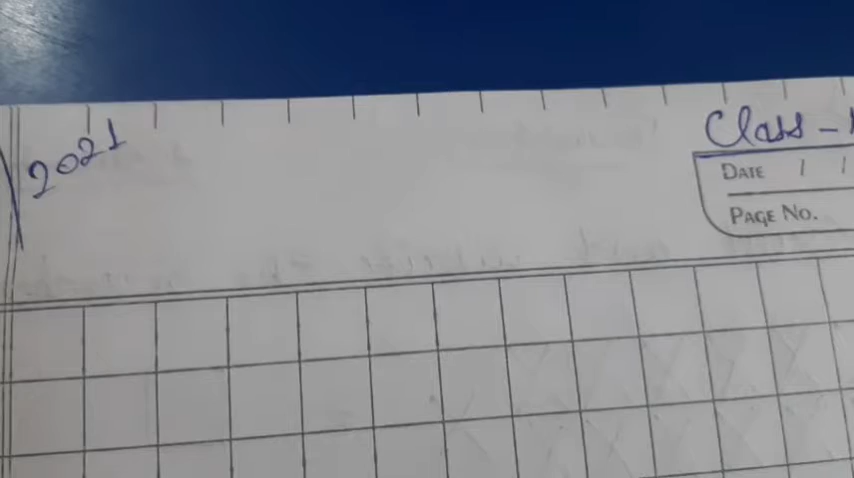 2021
Class -
DATE / /
PAGE NO.